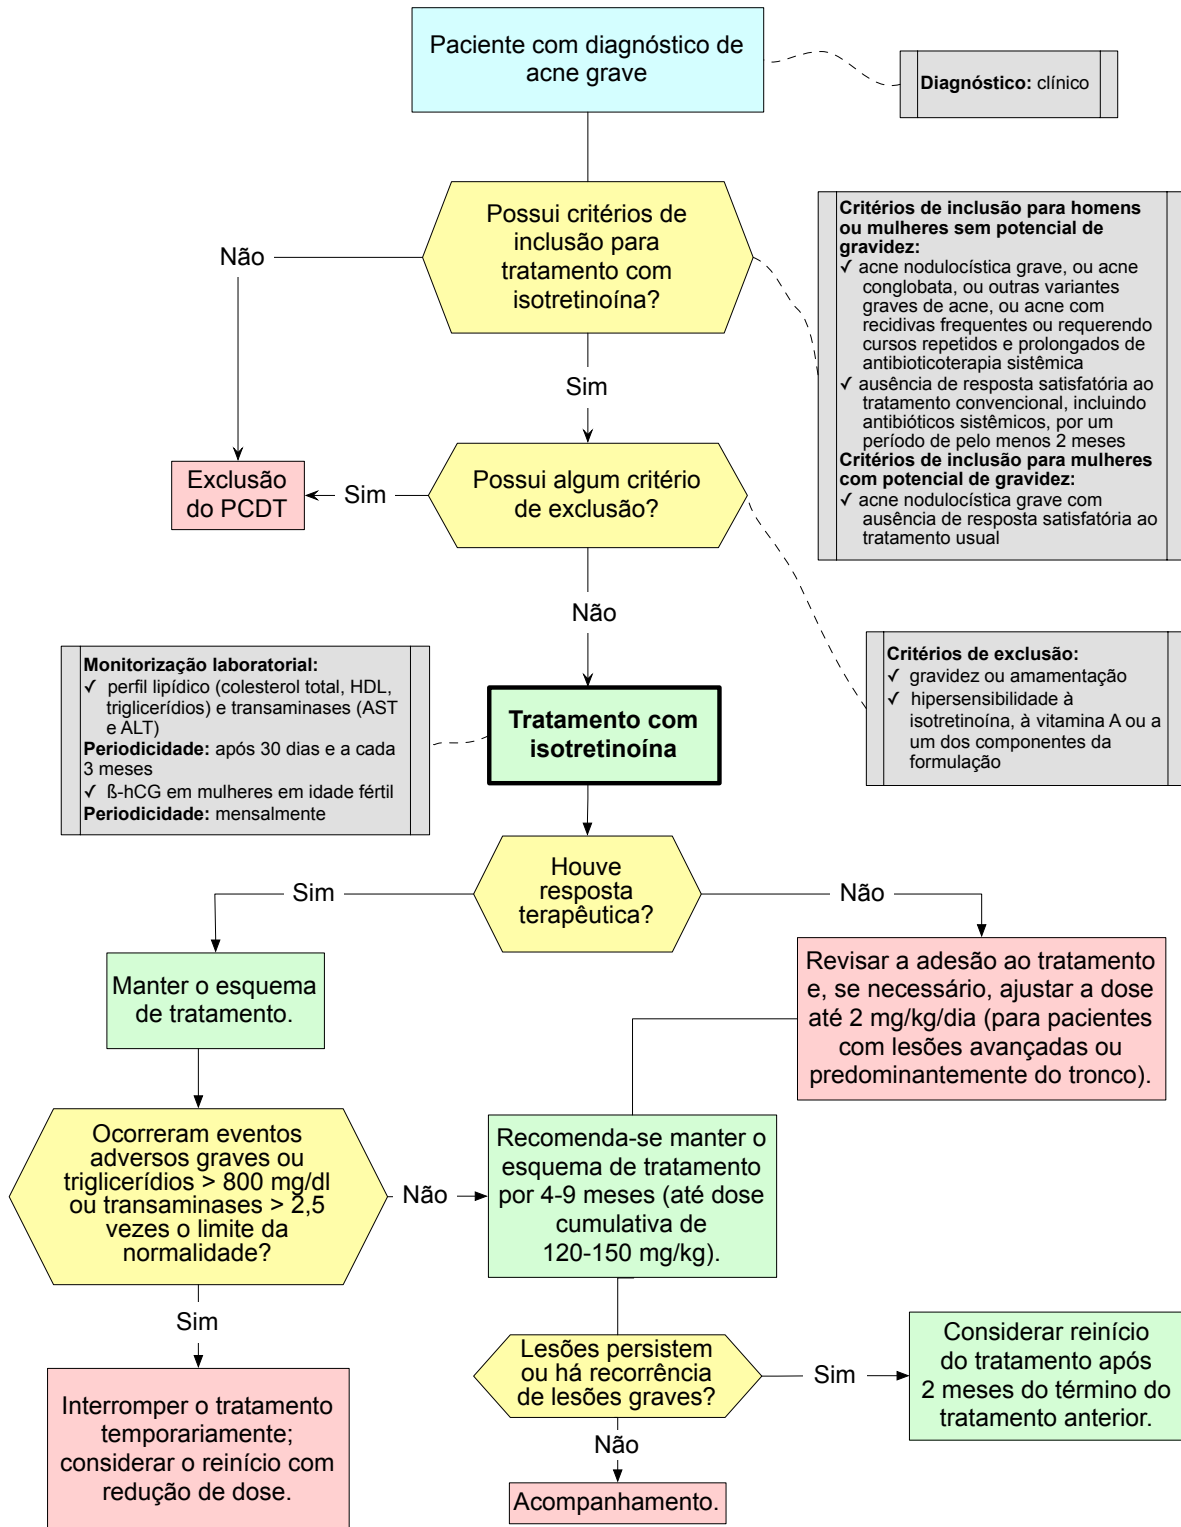 Paciente com diagnóstico de
acne grave
Diagnóstico: clínico
Possui critérios de
inclusão para
tratamento com
isotretinoína?
Não
Sim
Critérios de inclusão para homens
ou mulheres sem potencial de
gravidez:
✓ acne nodulocística grave, ou acne
conglobata, ou outras variantes
graves de acne, ou acne com
recidivas frequentes ou requerendo
cursos repetidos e prolongados de
antibioticoterapia sistêmica
✓ ausência de resposta satisfatória ao
tratamento convencional, incluindo
antibióticos sistêmicos, por um
período de pelo menos 2 meses
Critérios de inclusão para mulheres
com potencial de gravidez:
✓ acne nodulocística grave com
ausência de resposta satisfatória ao
tratamento usual
Exclusão
do PCDT
Sim
Possui algum critério
de exclusão?
Não
Critérios de exclusão:
✓ gravidez ou amamentação
✓ hipersensibilidade à
isotretinoína, à vitamina A ou a
um dos componentes da
formulação
Monitorização laboratorial:
✓ perfil lipídico (colesterol total, HDL,
triglicerídios) e transaminases (AST
e ALT)
Periodicidade: após 30 dias e a cada
3 meses
✓ ß-hCG em mulheres em idade fértil
Periodicidade: mensalmente
Tratamento com
isotretinoína
Houve
resposta
terapêutica?
Sim
Não
Manter o esquema
de tratamento.
Revisar a adesão ao tratamento
e, se necessário, ajustar a dose
até 2 mg/kg/dia (para pacientes
com lesões avançadas ou
predominantemente do tronco).
Ocorreram eventos
adversos graves ou
triglicerídios > 800 mg/dl
ou transaminases > 2,5
vezes o limite da
normalidade?
Não
Recomenda-se manter o
esquema de tratamento
por 4-9 meses (até dose
cumulativa de
120-150 mg/kg).
Sim
Interromper o tratamento
temporariamente;
considerar o reinício com
redução de dose.
Lesões persistem
ou há recorrência
de lesões graves?
Sim
Considerar reinício
do tratamento após
2 meses do término do
tratamento anterior.
Não
Acompanhamento.